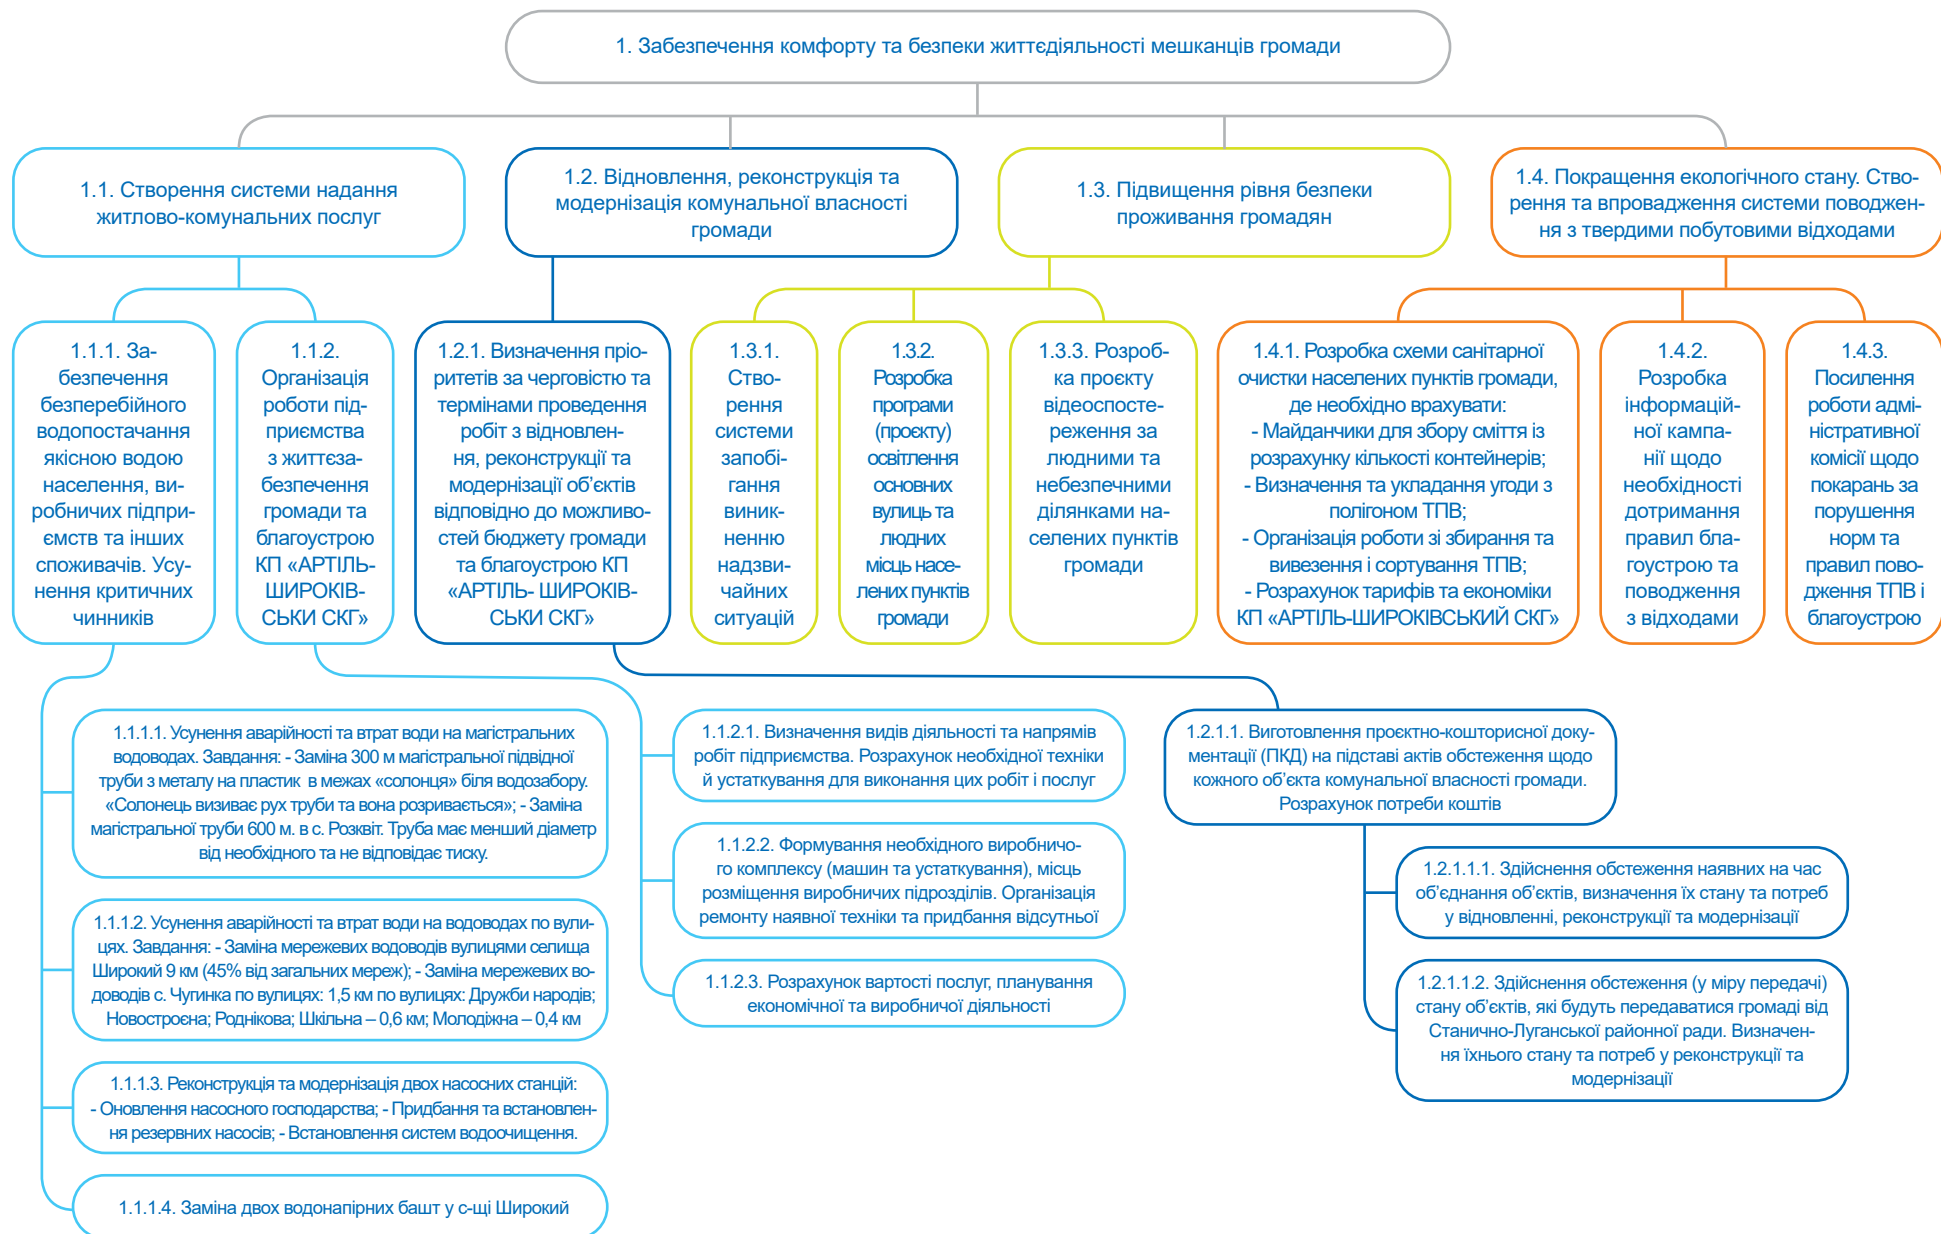 1. Забезпечення комфорту та безпеки життєдіяльності мешканців громади
1.1. Створення системи надання
житлово-комунальних послуг
1.2. Відновлення, реконструкція та
модернізація комунальної власності
громади
1.3. Підвищення рівня безпеки
проживання громадян
1.4. Покращення екологічного стану. Ство-
рення та впровадження системи поводжен-
ня з твердими побутовими відходами
1.1.1. За-
безпечення
безперебійного
водопостачання
якісною водою
населення, ви-
робничих підпри-
ємств та інших
споживачів. Усу-
нення критичних
чинників
1.1.2.
Організація
роботи під-
приємства
з життєза-
безпечення
громади та
благоустрою
КП «АРТІЛЬ-
ШИРОКІВ-
СЬКИ СКГ»
1.2.1. Визначення пріо-
ритетів за черговістю та
термінами проведення
робіт з відновлен-
ня, реконструкції та
модернізації об’єктів
відповідно до можливо-
стей бюджету громади
та благоустрою КП
«АРТІЛЬ- ШИРОКІВ-
СЬКИ СКГ»
1.3.1.
Ство-
рення
системи
запобі-
гання
виник-
ненню
надзви-
чайних
ситуацій
1.3.2.
Розробка
програми
(проєкту)
освітлення
основних
вулиць та
людних
місць насе-
лених пунктів
громади
1.3.3. Розроб-
ка проєкту
відеоспосте-
реження за
людними та
небезпечними
ділянками на-
селених пунктів
громади
1.4.1. Розробка схеми санітарної
очистки населених пунктів громади,
де необхідно врахувати:
- Майданчики для збору сміття із
розрахунку кількості контейнерів;
- Визначення та укладання угоди з
полігоном ТПВ;
- Організація роботи зі збирання та
вивезення і сортування ТПВ;
- Розрахунок тарифів та економіки
КП «АРТІЛЬ-ШИРОКІВСЬКИЙ СКГ»
1.4.2.
Розробка
інформацій-
ної кампа-
нії щодо
необхідності
дотримання
правил бла-
гоустрою та
поводження
з відходами
1.4.3.
Посилення
роботи адмі-
ністративної
комісії щодо
покарань за
порушення
норм та
правил пово-
дження ТПВ і
благоустрою
1.1.1.1. Усунення аварійності та втрат води на магістральних
водоводах. Завдання: - Заміна 300 м магістральної підвідної
труби з металу на пластик в межах «солонця» біля водозабору.
«Солонець визиває рух труби та вона розривається»; - Заміна
магістральної труби 600 м. в с. Розквіт. Труба має менший діаметр
від необхідного та не відповідає тиску.
1.1.1.2. Усунення аварійності та втрат води на водоводах по вули-
цях. Завдання: - Заміна мережевих водоводів вулицями селища
Широкий 9 км (45% від загальних мереж); - Заміна мережевих во-
доводів с. Чугинка по вулицях: 1,5 км по вулицях: Дружби народів;
Новостроєна; Роднікова; Шкільна – 0,6 км; Молодіжна – 0,4 км
1.1.1.3. Реконструкція та модернізація двох насосних станцій:
- Оновлення насосного господарства; - Придбання та встановлен-
ня резервних насосів; - Встановлення систем водоочищення.
1.1.1.4. Заміна двох водонапірних башт у с-щі Широкий
1.1.2.1. Визначення видів діяльності та напрямів
робіт підприємства. Розрахунок необхідної техніки
й устаткування для виконання цих робіт і послуг
1.1.2.2. Формування необхідного виробничо-
го комплексу (машин та устаткування), місць
розміщення виробничих підрозділів. Організація
ремонту наявної техніки та придбання відсутньої
1.1.2.3. Розрахунок вартості послуг, планування
економічної та виробничої діяльності
1.2.1.1. Виготовлення проєктно-кошторисної доку-
ментації (ПКД) на підставі актів обстеження щодо
кожного об’єкта комунальної власності громади.
Розрахунок потреби коштів
1.2.1.1.1. Здійснення обстеження наявних на час
об’єднання об’єктів, визначення їх стану та потреб
у відновленні, реконструкції та модернізації
1.2.1.1.2. Здійснення обстеження (у міру передачі)
стану об’єктів, які будуть передаватися громаді від
Станично-Луганської районної ради. Визначен-
ня їхнього стану та потреб у реконструкції та
модернізації